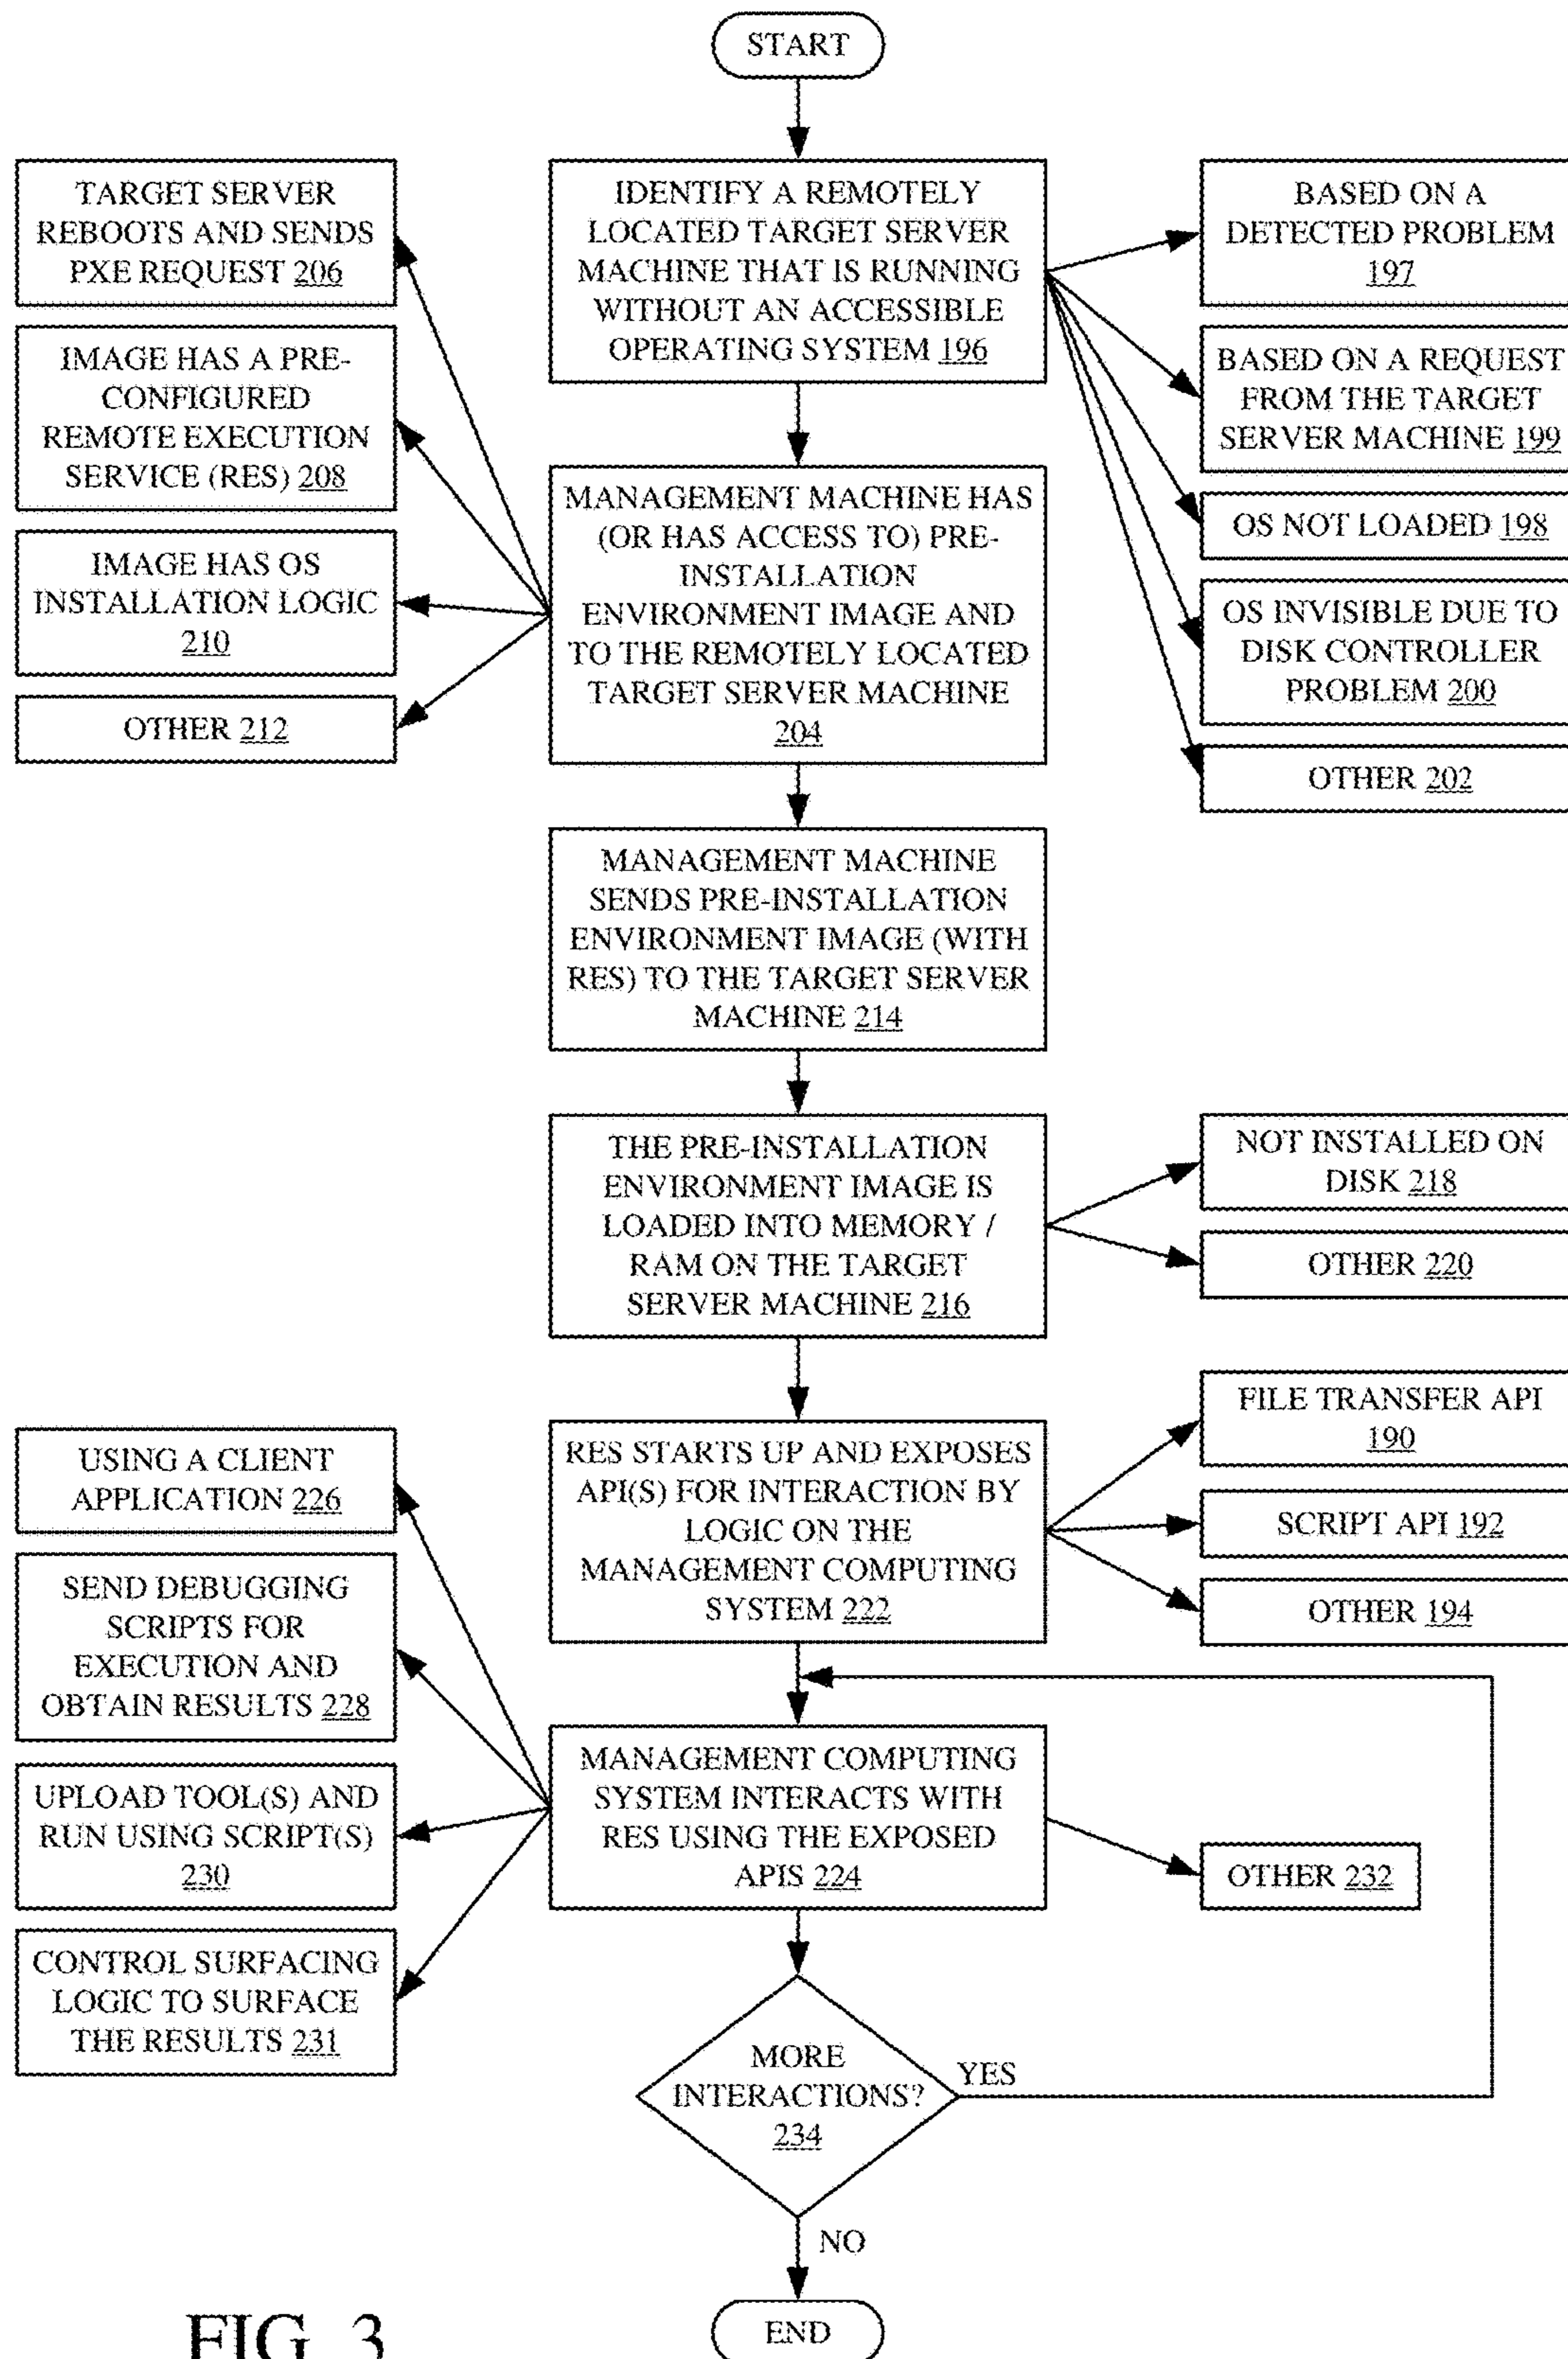 START
TARGET SERVER
REBOOTS AND SENDS
PXE REQUEST 206
IMAGE HAS A PRE-
CONFIGURED
REMOTE EXECUTION
SERVICE (RES) 208
IMAGE HAS OS
INSTALLATION LOGIC
210
OTHER 212
IDENTIFY A REMOTELY
LOCATED TARGET SERVER
MACHINE THAT IS RUNNING
WITHOUT AN ACCESSIBLE
OPERATING SYSTEM 196
BASED ON A
DETECTED PROBLEM
197
BASED ON A REQUEST
FROM THE TARGET
SERVER MACHINE 199
OS NOT LOADED 198
OS INVISIBLE DUE TO
DISK CONTROLLER
PROBLEM 200
OTHER 202
MANAGEMENT MACHINE HAS
(OR HAS ACCESS TO) PRE-
INSTALLATION
ENVIRONMENT IMAGE AND
TO THE REMOTELY LOCATED
TARGET SERVER MACHINE
204
MANAGEMENT MACHINE
SENDS PRE-INSTALLATION
ENVIRONMENT IMAGE (WITH
RES) TO THE TARGET SERVER
MACHINE 214
THE PRE-INSTALLATION
ENVIRONMENT IMAGE IS
LOADED INTO MEMORY /
RAM ON THE TARGET
SERVER MACHINE 216
NOT INSTALLED ON
DISK 218
OTHER 220
RES STARTS UP AND EXPOSES
API(S) FOR INTERACTION BY
LOGIC ON THE
MANAGEMENT COMPUTING
SYSTEM 222
FILE TRANSFER API
190
SCRIPT API 192
OTHER 194
USING A CLIENT
APPLICATION 226
SEND DEBUGGING
SCRIPTS FOR
EXECUTION AND
OBTAIN RESULTS 228
UPLOAD TOOL(S) AND
RUN USING SCRIPT(S)
230
CONTROL SURFACING
LOGIC TO SURFACE
THE RESULTS 231
MANAGEMENT COMPUTING
SYSTEM INTERACTS WITH
RES USING THE EXPOSED
APIS 224
OTHER 232
MORE
INTERACTIONS?
234
YES
NO
END
FIG. 3